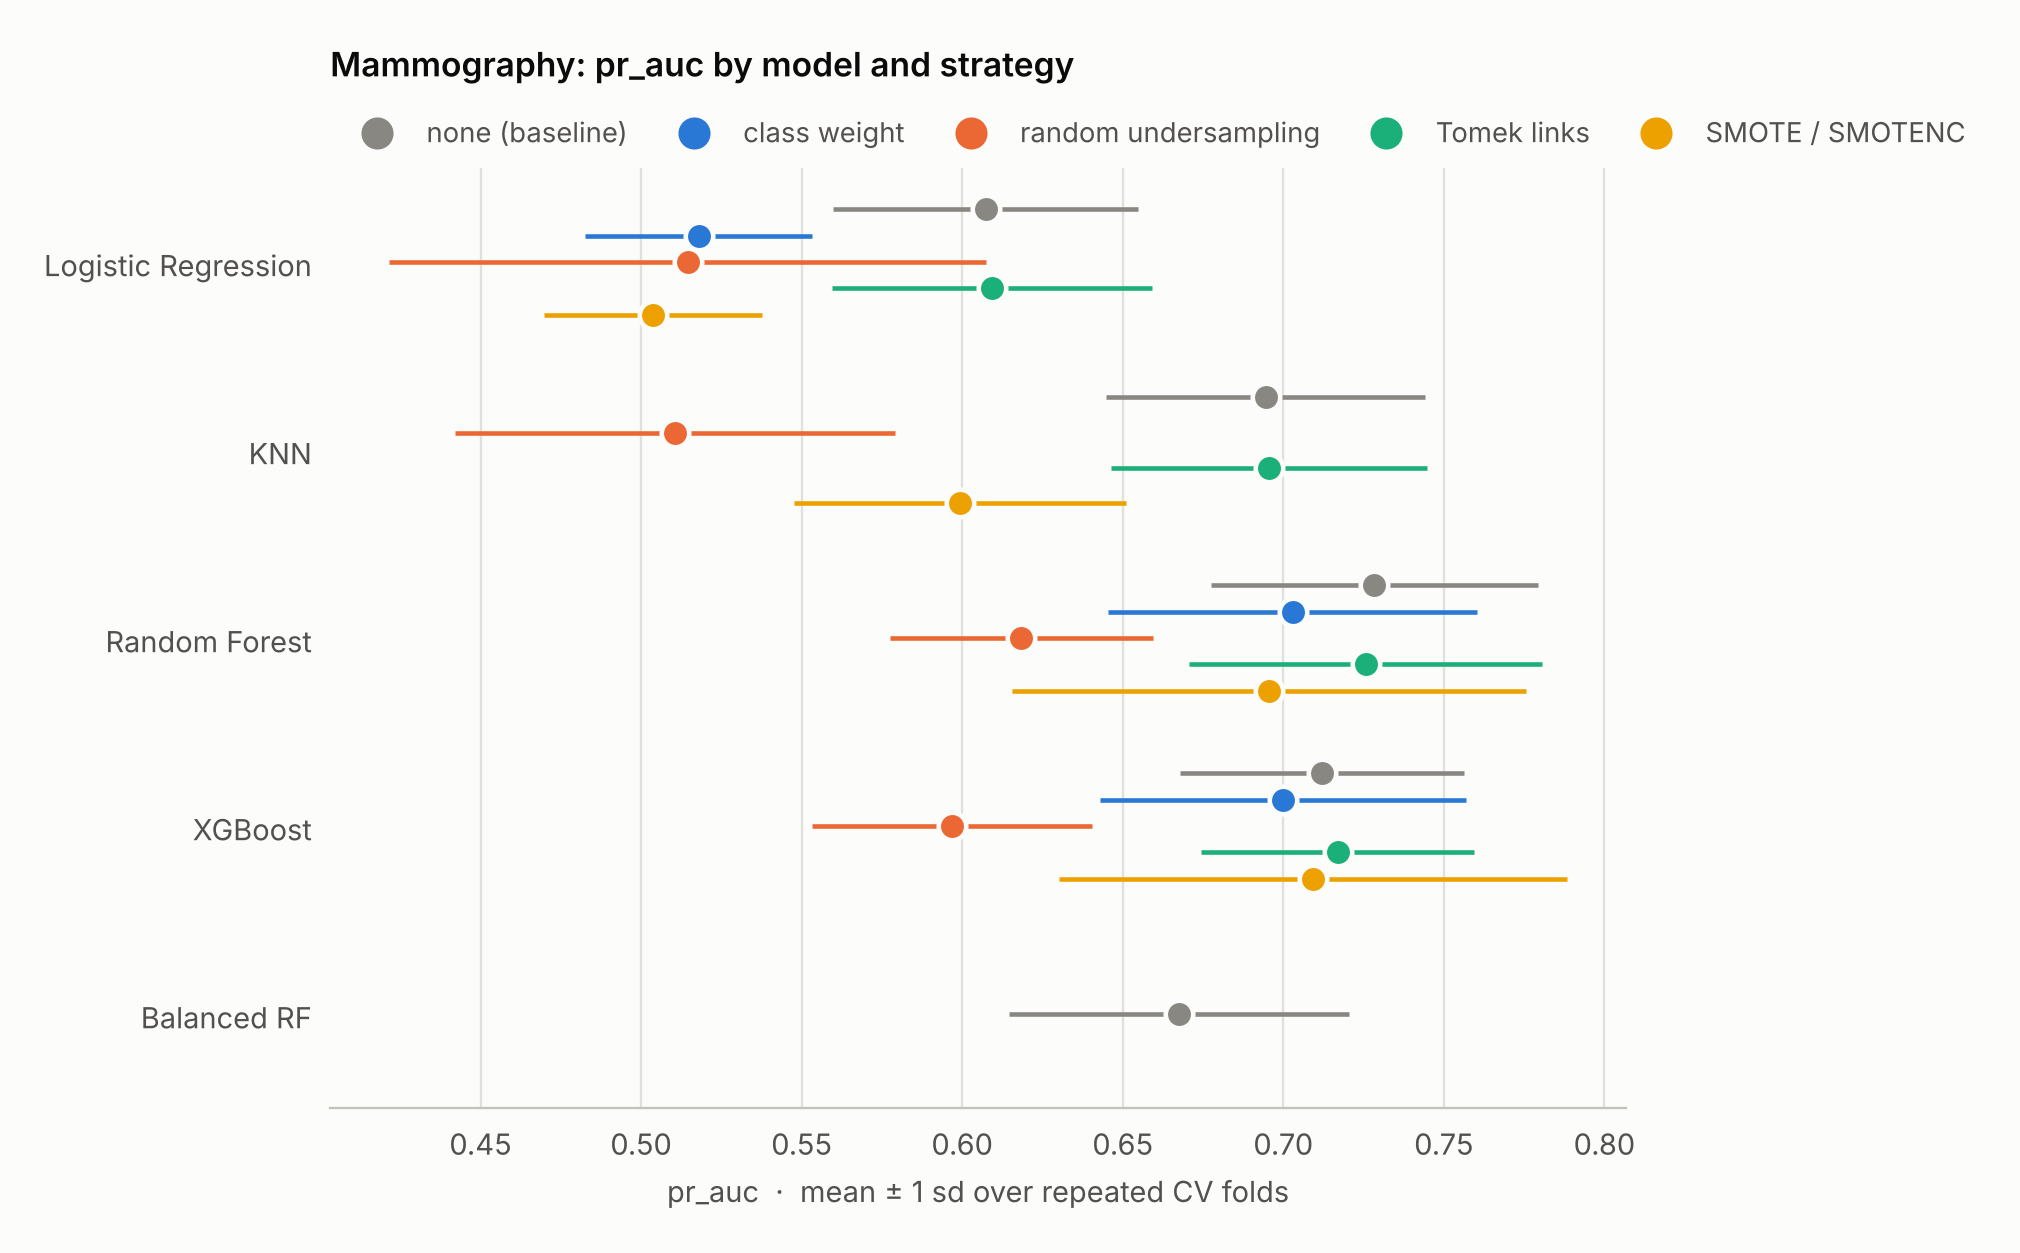 Mammography: pr_auc by model and strategy
none (baseline) class weight random undersampling Tomek links SMOTE / SMOTENC
Logistic Regression
KNN
Random Forest
XGBoost
Balanced RF
0.45 0.50 0.55 0.60 0.65 0.70 0.75 0.80
pr_auc · mean ± 1 sd over repeated CV folds